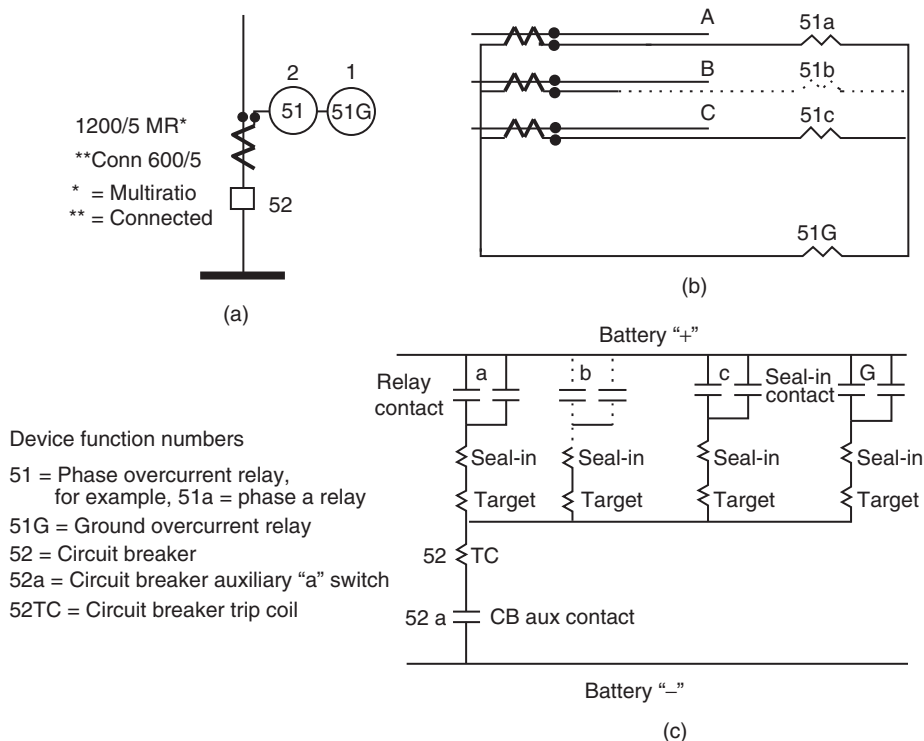 2 1
51 51G
1200/5 MR*
**Conn 600/5
* = Multiratio
** = Connected
52
(a)
A 51a
B 51b
C 51c
51G
(b)
Device function numbers
51 = Phase overcurrent relay,
for example, 51a = phase a relay
51G = Ground overcurrent relay
52 = Circuit breaker
52a = Circuit breaker auxiliary “a” switch
52TC = Circuit breaker trip coil
Battery “+”
Relay
contact
a b c
Seal-in
contact
G
Seal-in Seal-in Seal-in Seal-in
Target Target Target Target
52 TC
52 a CB aux contact
Battery “–”
(c)